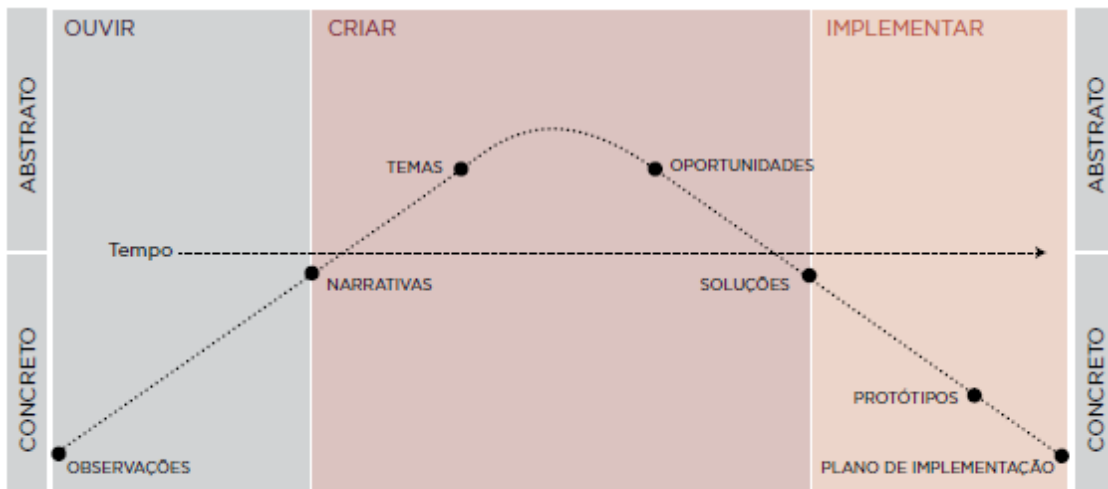 OUVIR
CRIAR
IMPLEMENTAR
ABSTRATO
ABSTRATO
TEMAS
OPORTUNIDADES
Tempo
NARRATIVAS
SOLUÇÕES
CONCRETO
CONCRETO
PROTÓTIPOS
OBSERVAÇÕES
PLANO DE IMPLEMENTAÇÃO